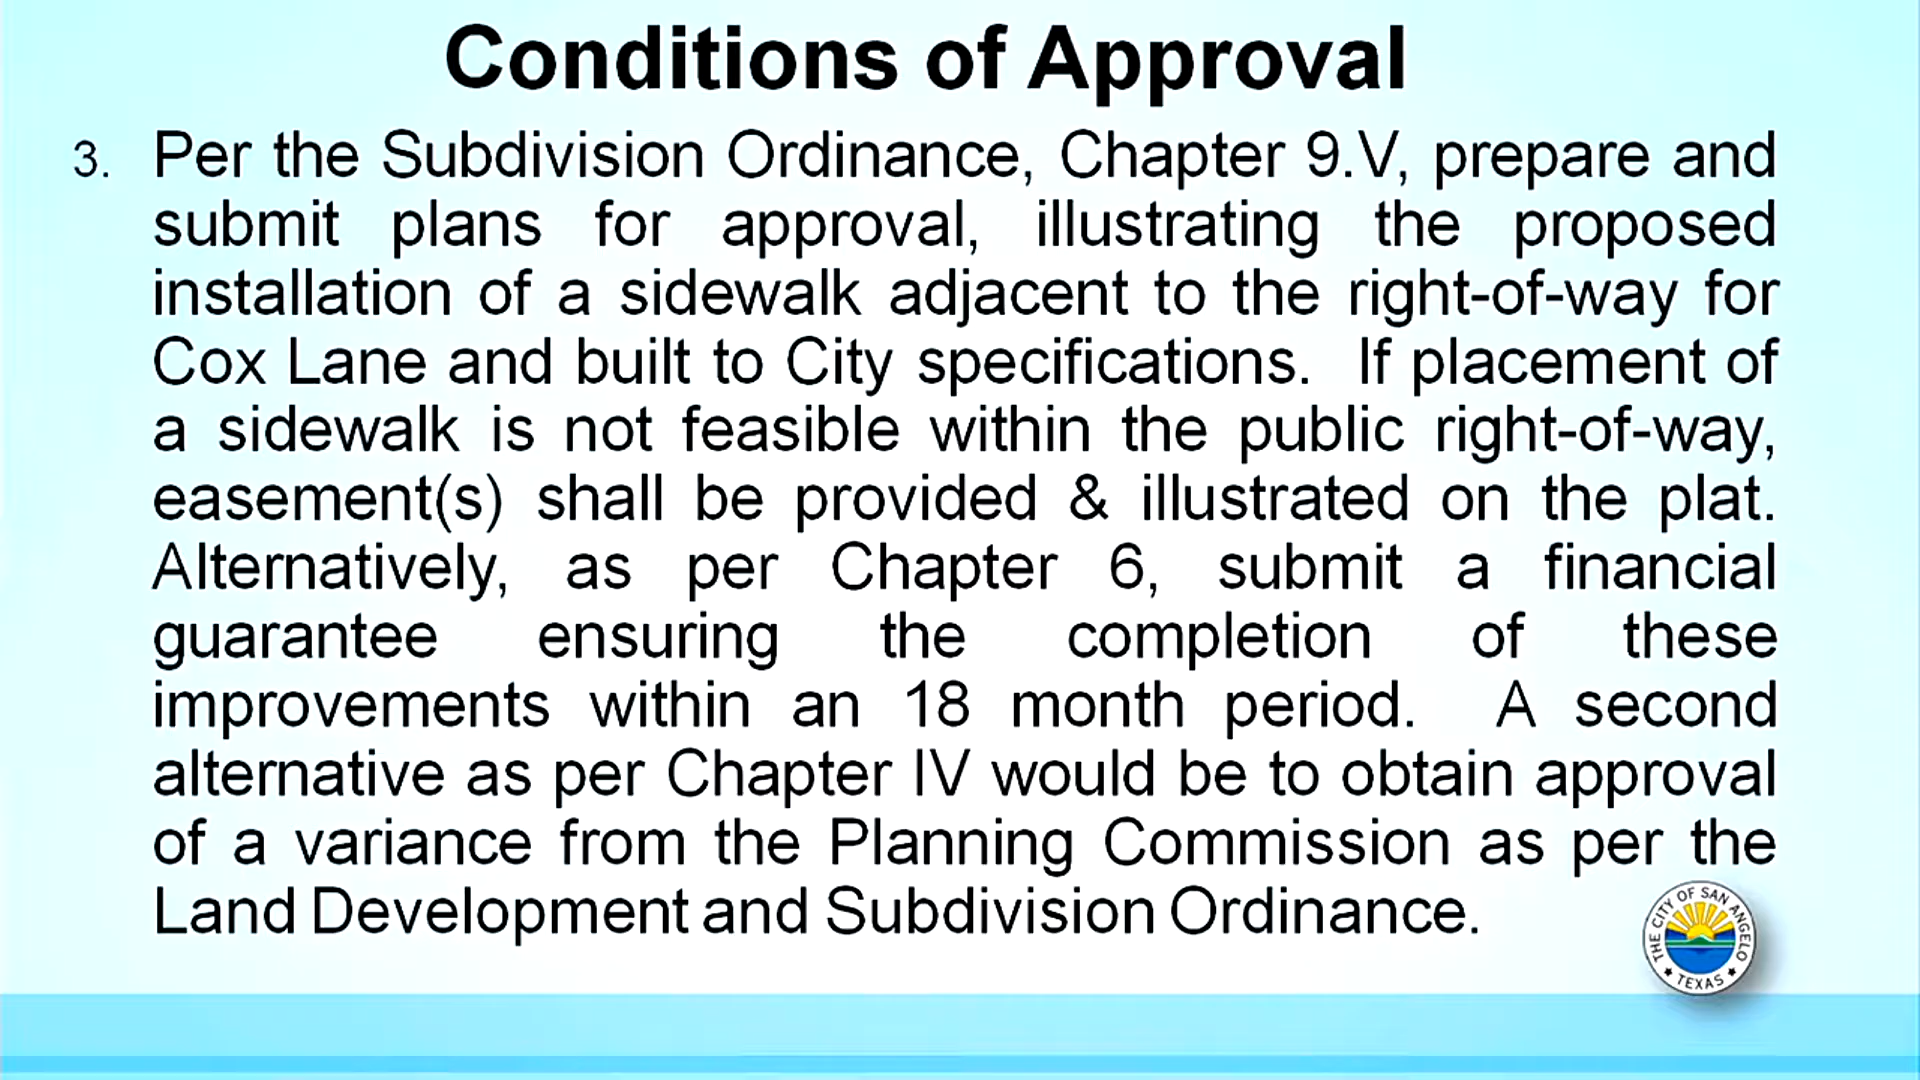 Conditions of Approval
3. Per the Subdivision Ordinance, Chapter 9.V, prepare and
submit plans for approval, illustrating the proposed
installation of a sidewalk adjacent to the right-of-way for
Cox Lane and built to City specifications. If placement of
a sidewalk is not feasible within the public right-of-way,
easement(s) shall be provided & illustrated on the plat.
Alternatively, as per Chapter 6, submit a financial
guarantee ensuring the completion of these
improvements within an 18 month period. A second
alternative as per Chapter IV would be to obtain approval
of a variance from the Planning Commission as per the
Land Development and Subdivision Ordinance.
THE CITY OF SAN ANGELO
TEXAS